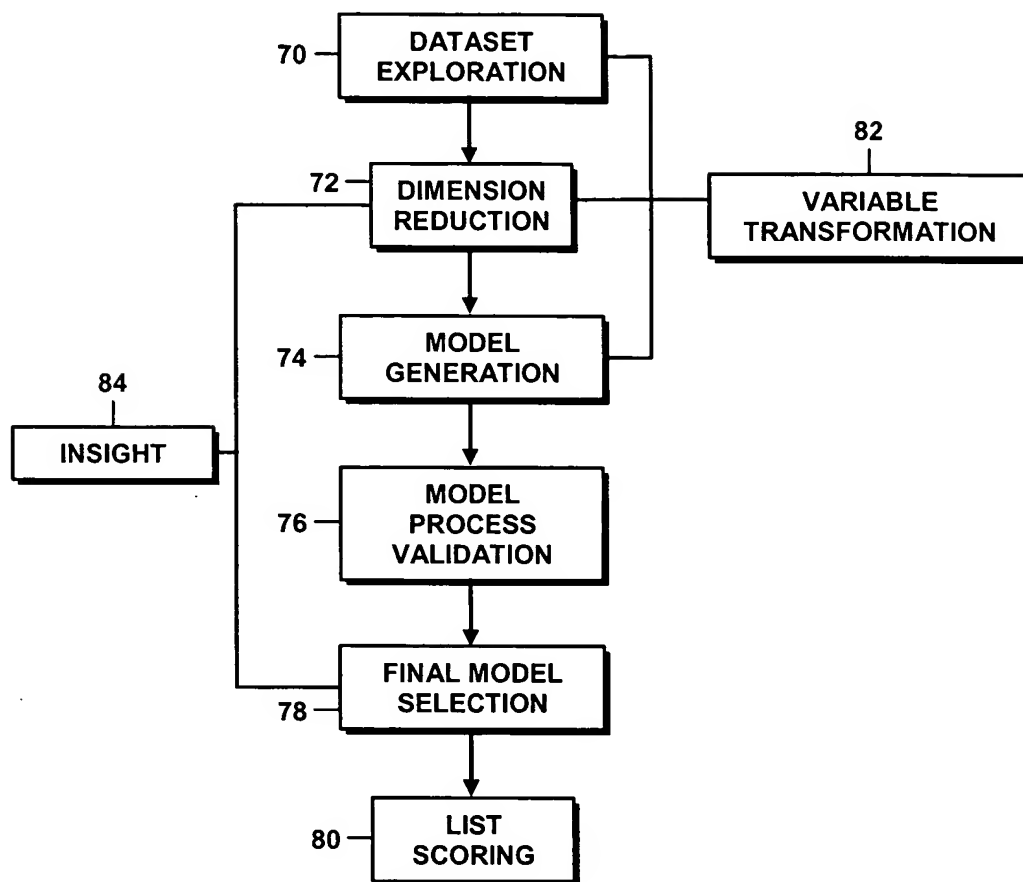 70
DATASET
EXPLORATION
82
72
DIMENSION
REDUCTION
VARIABLE
TRANSFORMATION
74
MODEL
GENERATION
84
INSIGHT
76
MODEL
PROCESS
VALIDATION
FINAL MODEL
SELECTION
78
80
LIST
SCORING